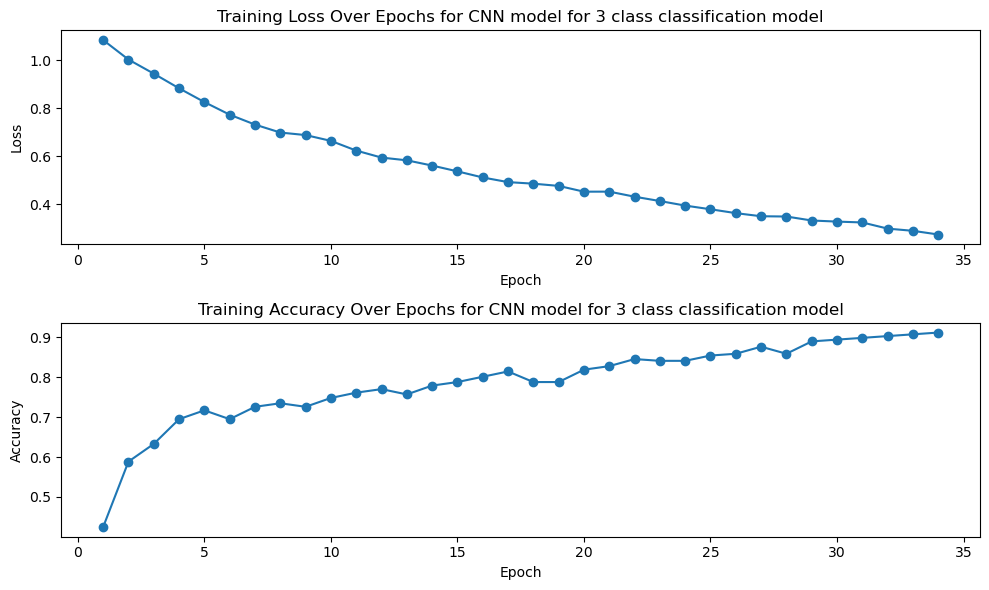 Training Loss Over Epochs for CNN model for 3 class classification model
1.0
0.8
0.6
0.4
Loss
0 5 10 15 20 25 30 35
Epoch
Training Accuracy Over Epochs for CNN model for 3 class classification model
0.9
0.8
0.7
0.6
0.5
Accuracy
0 5 10 15 20 25 30 35
Epoch